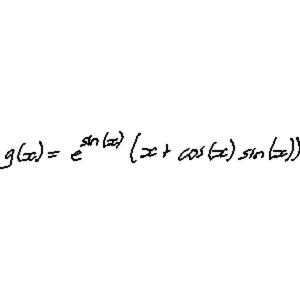 g(x) = e^{sin(x)} (x + cos(x) sin(x))